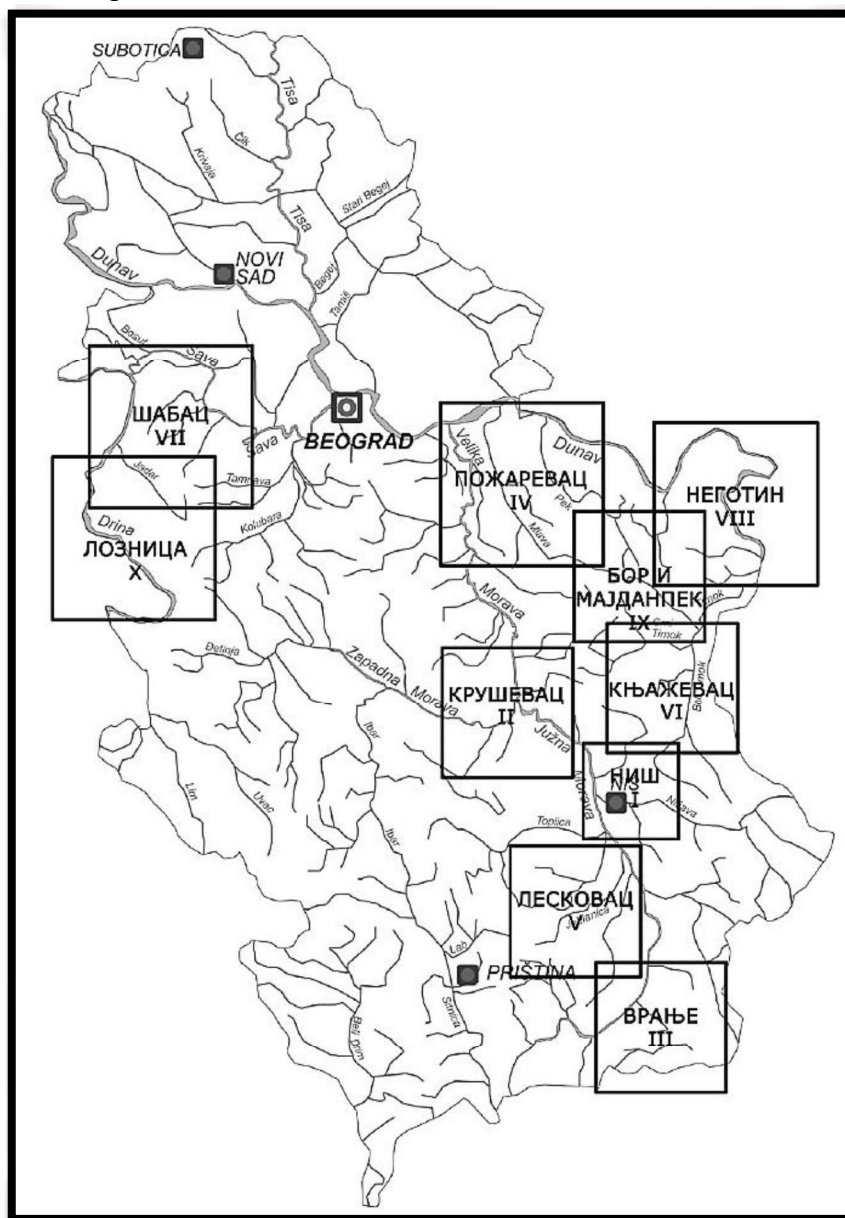 SUBOTICA
Tisa
Čik
Krivaja
Tisa
Stari Begej
Dunav
NOVI
SAD
Begej
Tamiš
Bosut
Sava
ШАБАЦ
VII
Sava
BEOGRAD
Jadar
Tamnava
Velika
Dunav
ПОЖАРЕВАЦ
IV
Pek
Mlava
НЕГОТИН
VIII
Drina
ЛОЗНИЦА
X
Kolubara
БОР И
МАЈДАНПЕК
IX
Timok
Morava
Đetinja
Zapadna
Morava
КРУШЕВАЦ
II
Južna
КЊАЖЕВАЦ
VI
Ibar
Lim
Uvac
Morava
НИШ
I
Nišava
Toplica
Ibar
ЛЕСКОВАЦ
V
Lab
PRIŠTINA
Sitnica
Beli Drim
ВРАЊЕ
III